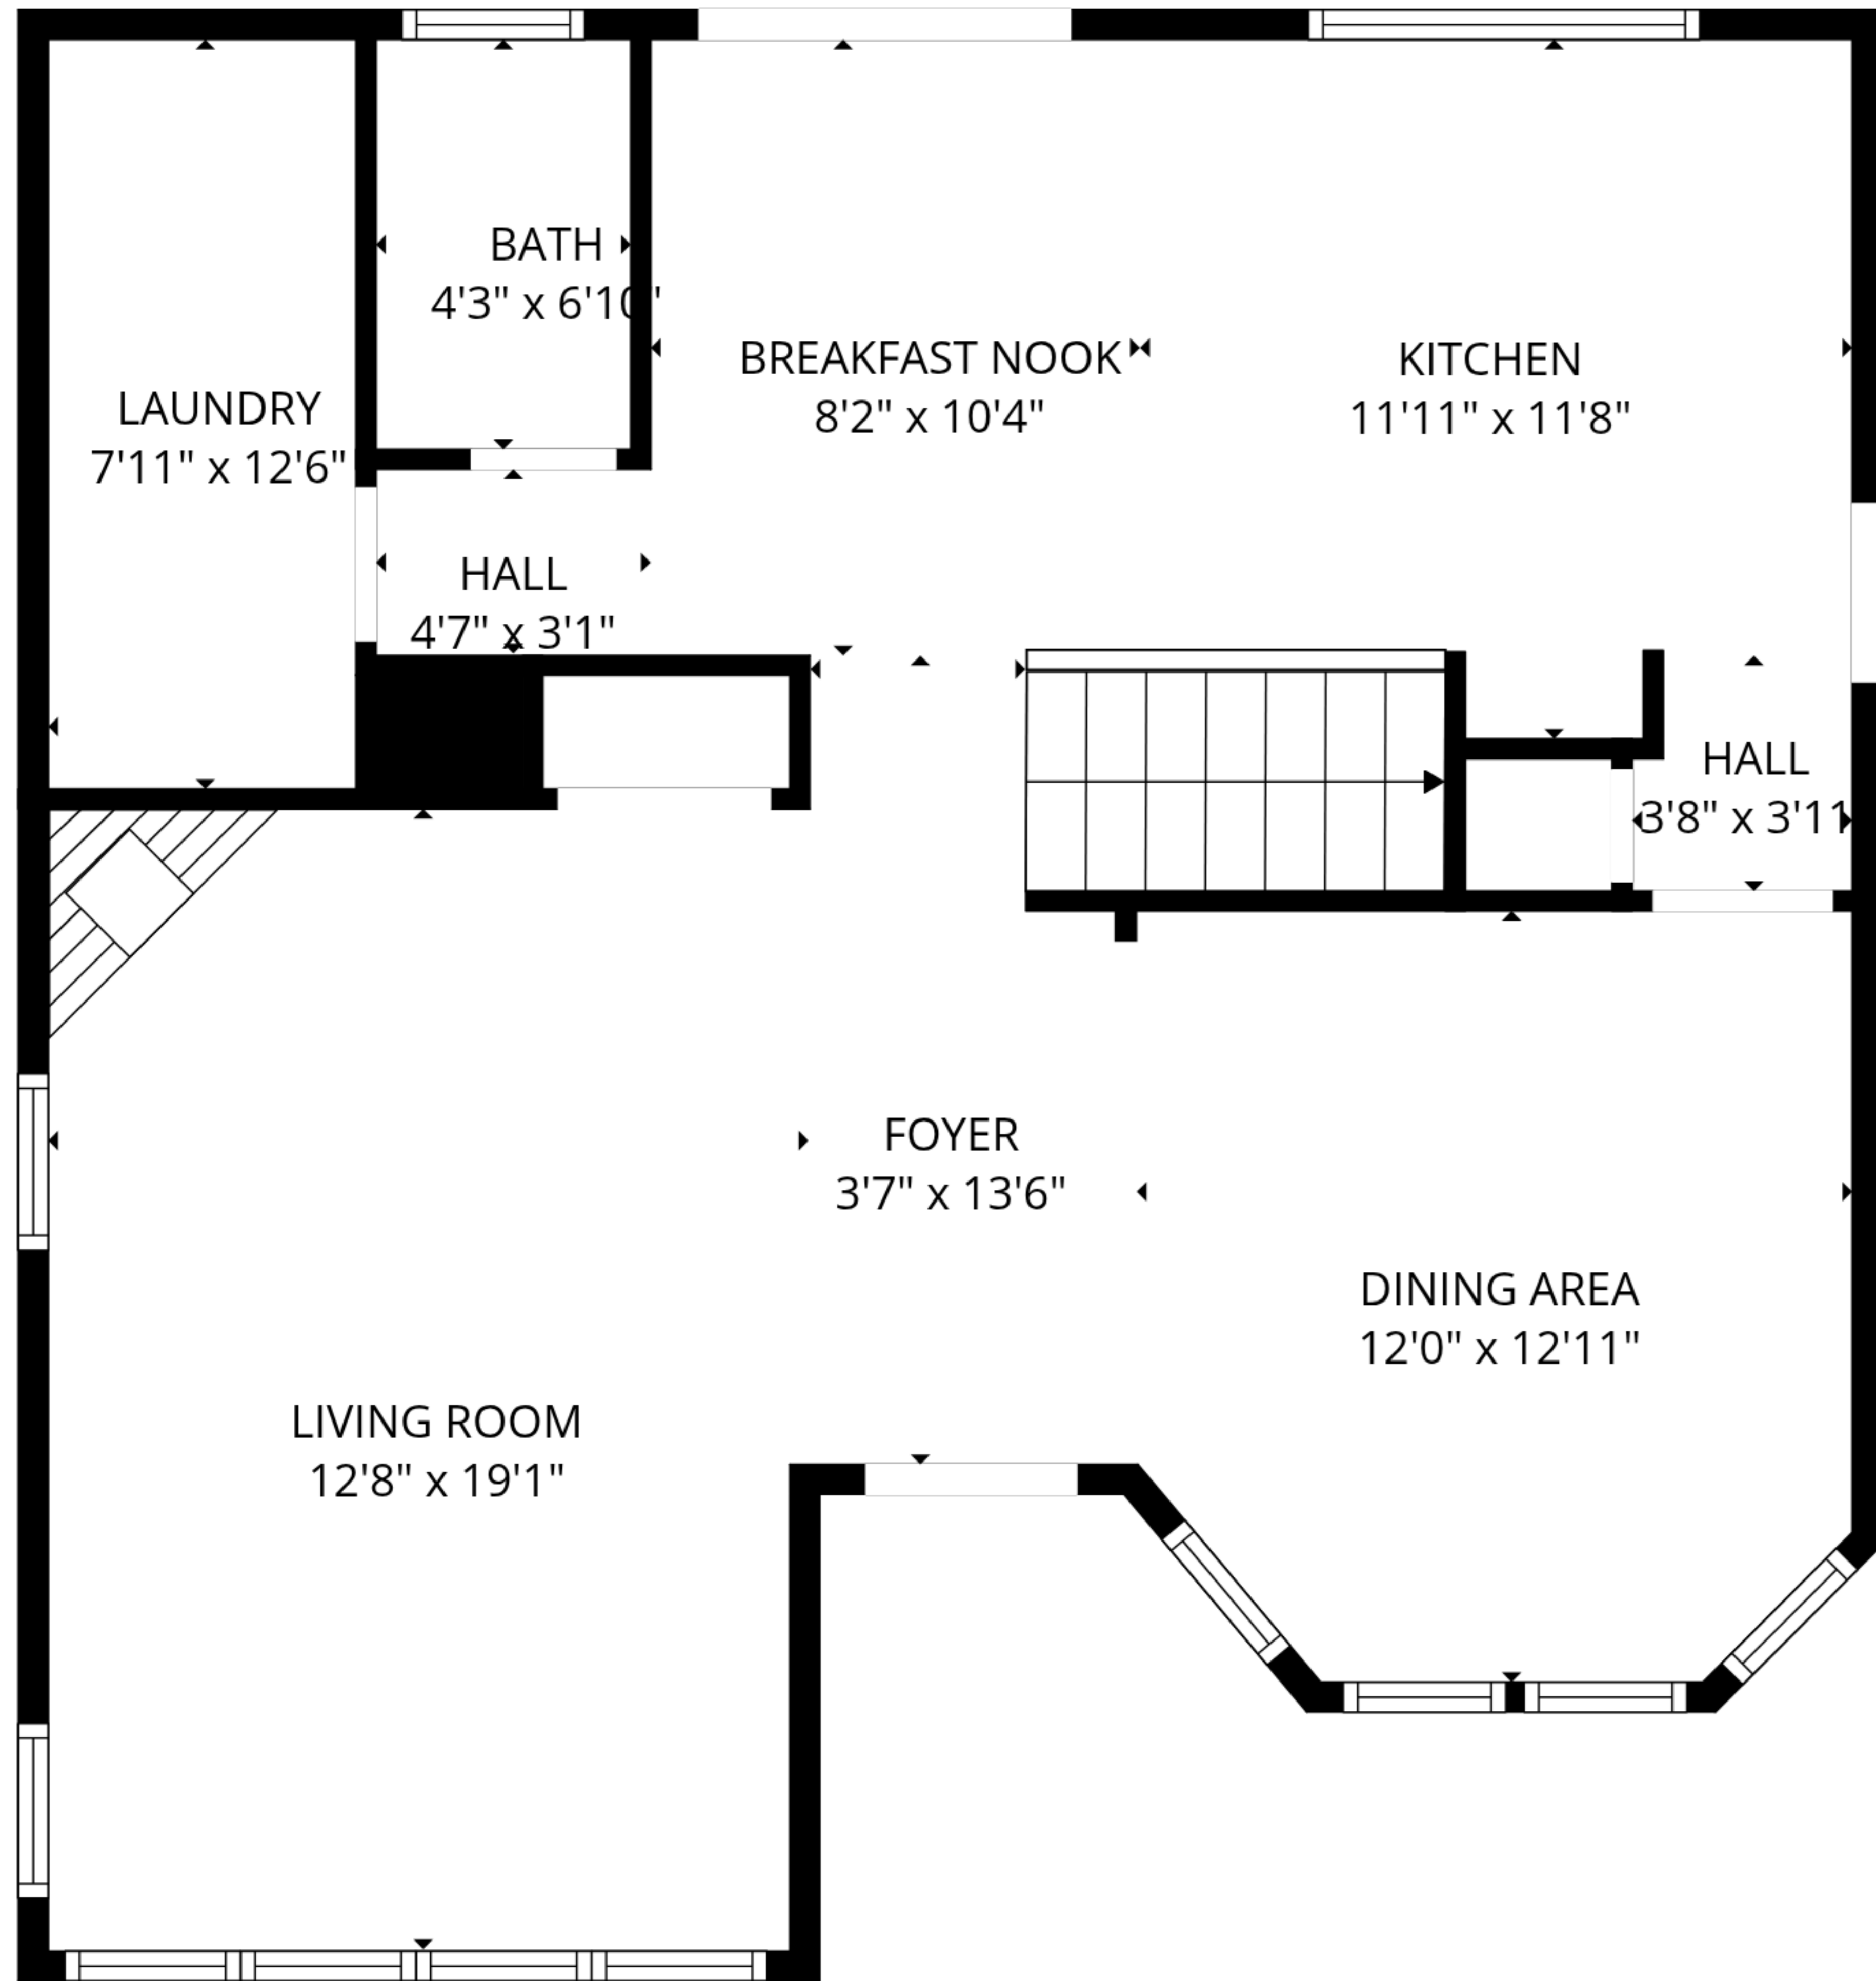 BATH
4'3" x 6'10"
BREAKFAST NOOK
8'2" x 10'4"
KITCHEN
11'11" x 11'8"
LAUNDRY
7'11" x 12'6"
HALL
4'7" x 3'1"
HALL
3'8" x 3'11
FOYER
3'7" x 13'6"
DINING AREA
12'0" x 12'11"
LIVING ROOM
12'8" x 19'1"